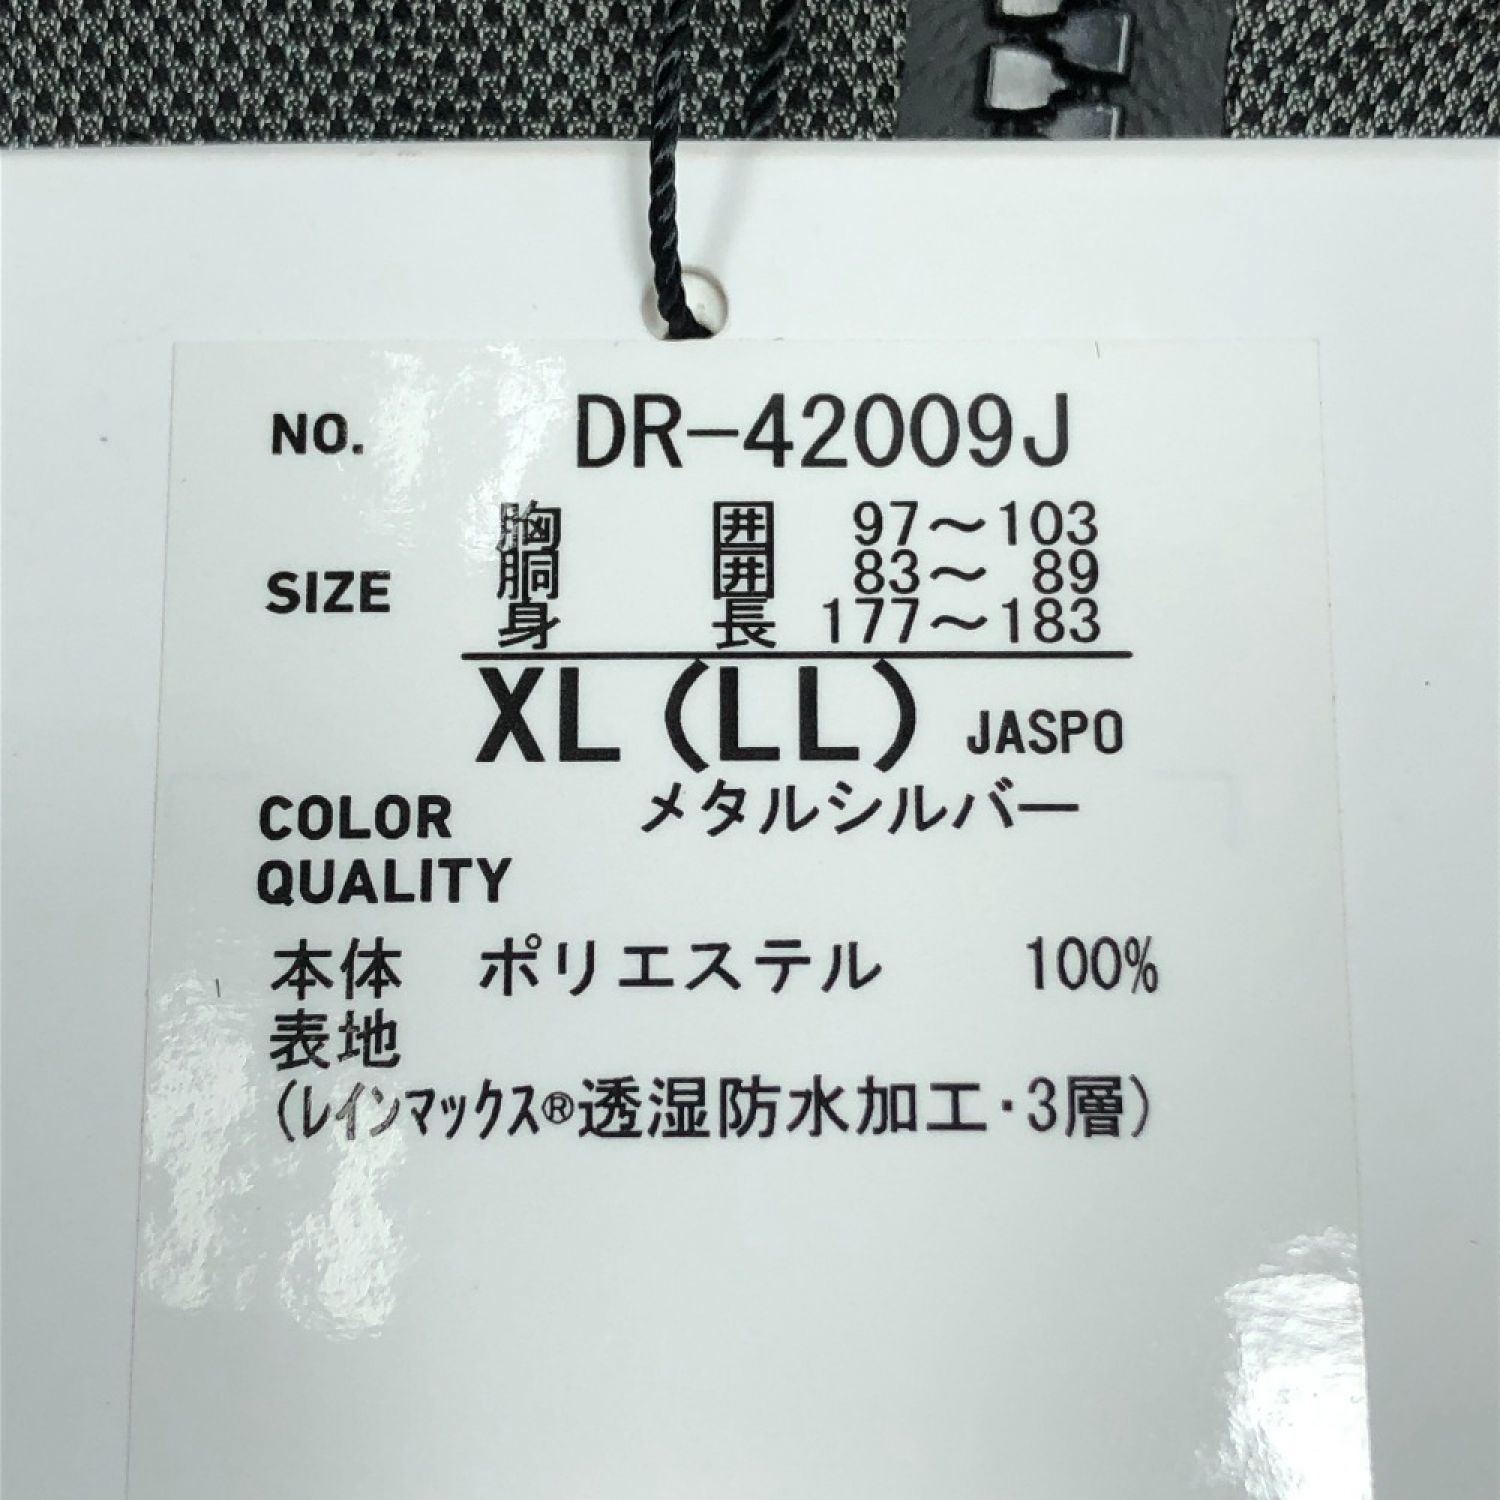 NO. DR-42009J
胸囲 97～103
胴囲 83～ 89
SIZE 身長 177～183
XL(LL) JASPO
COLOR メタルシルバー
QUALITY
本体 ポリエステル 100%
表地
(レインマックス®透湿防水加工・3層)